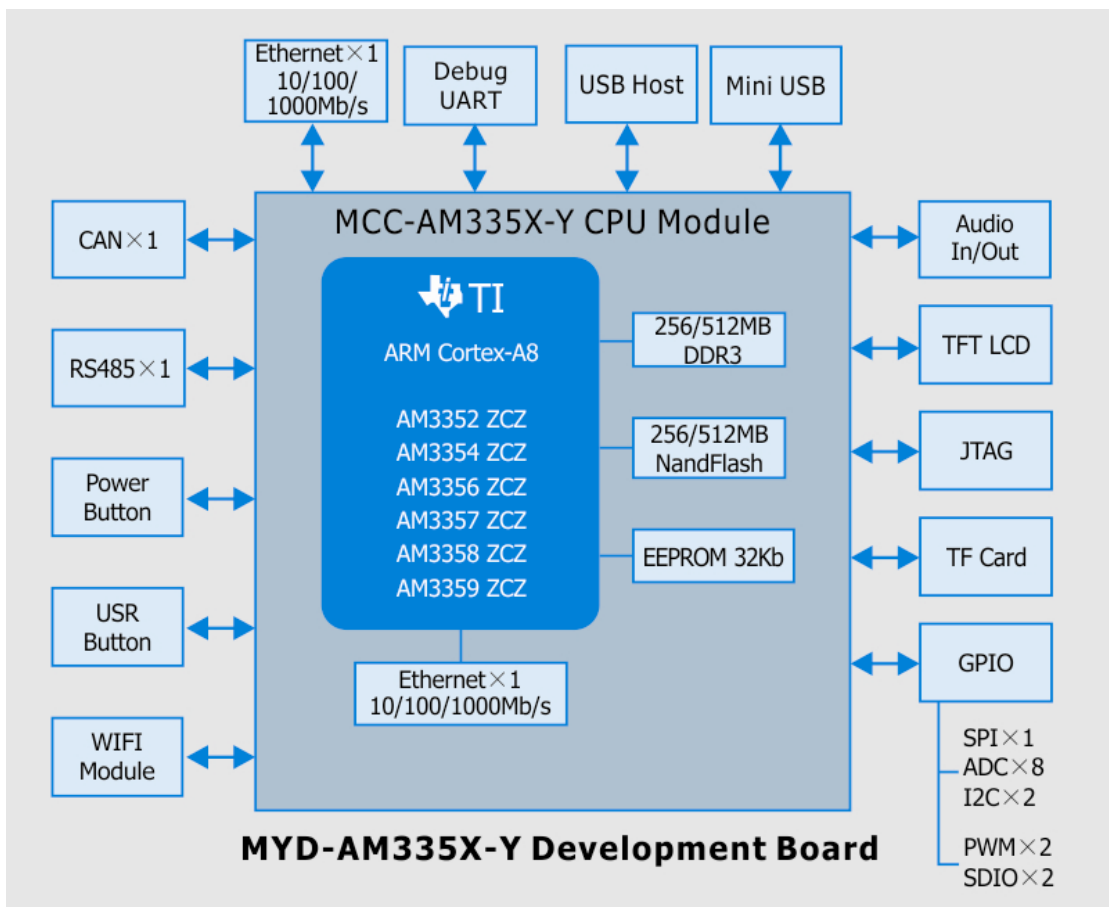 Ethernet×1
10/100/
1000Mb/s
Debug
UART
USB Host
Mini USB
CAN×1
RS485×1
Power
Button
USR
Button
WIFI
Module
MCC-AM335X-Y CPU Module
TI
ARM Cortex-A8
AM3352 ZCZ
AM3354 ZCZ
AM3356 ZCZ
AM3357 ZCZ
AM3358 ZCZ
AM3359 ZCZ
256/512MB
DDR3
256/512MB
NandFlash
EEPROM 32Kb
Ethernet×1
10/100/1000Mb/s
Audio
In/Out
TFT LCD
JTAG
TF Card
GPIO
SPI×1
ADC×8
I2C×2
PWM×2
SDIO×2
MYD-AM335X-Y Development Board